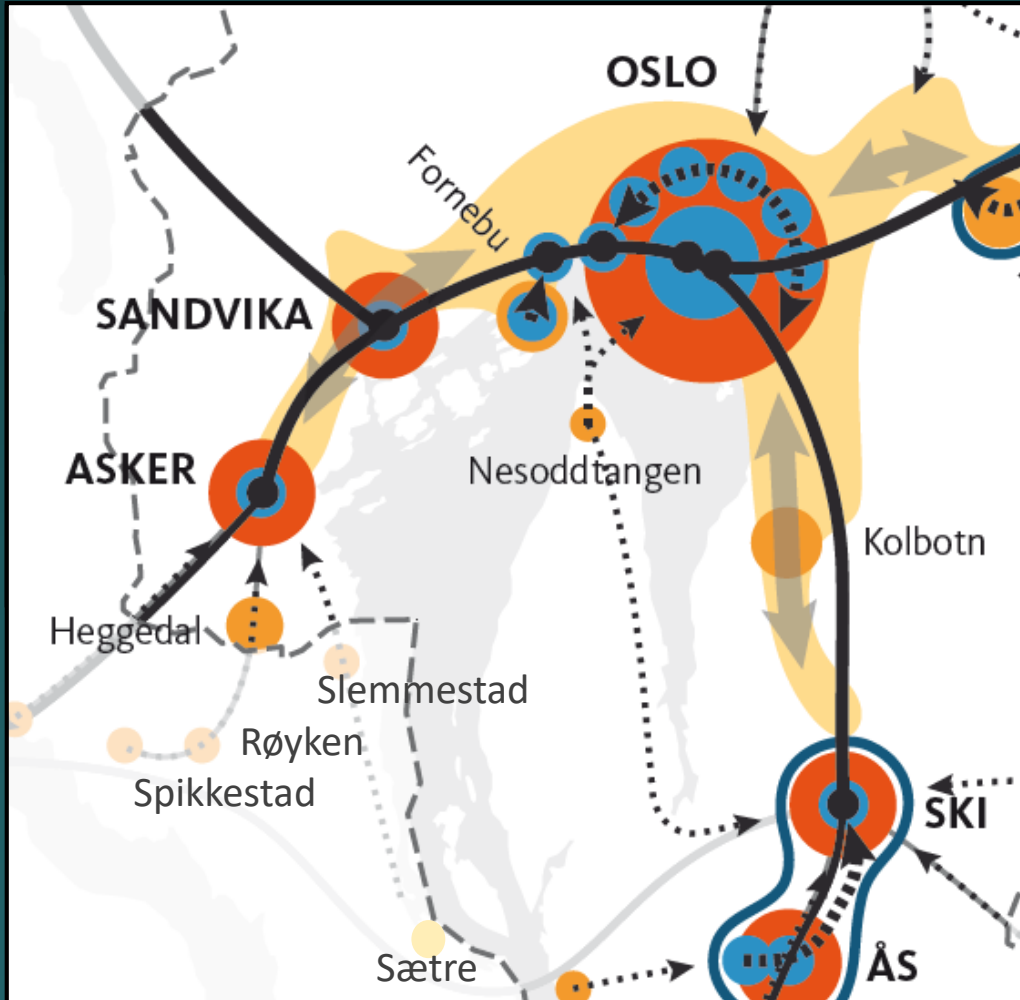 OSLO
Fornebu
SANDVIKA
ASKER
Nesoddtangen
Kolbotn
Heggedal
Slemmestad
Røyken
Spikkestad
SKI
Sætre
ÅS